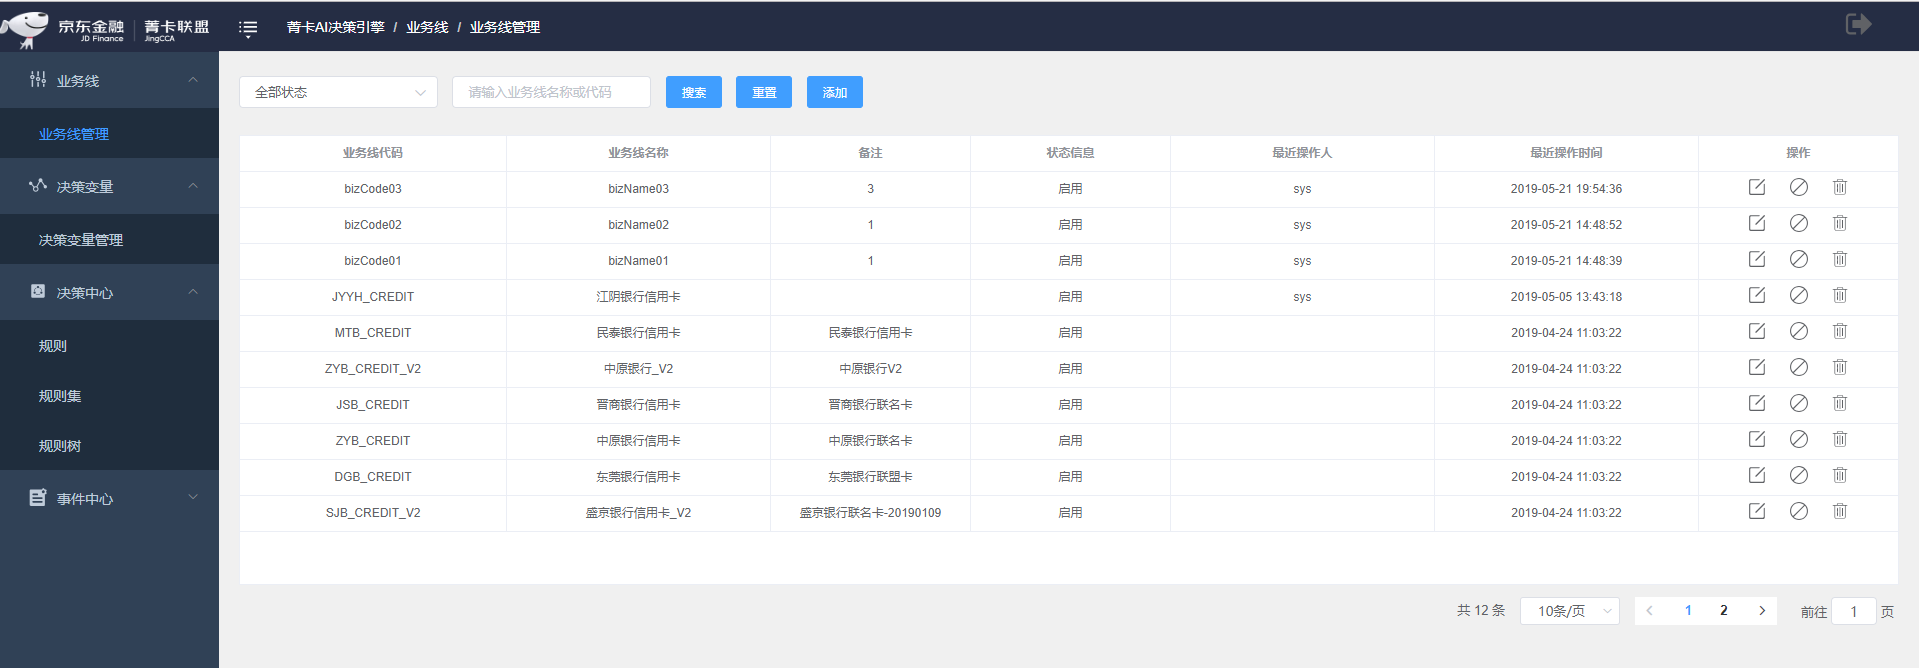 京东金融 菁卡联盟
JD Finance JingCCA
菁卡AI决策引擎 / 业务线 / 业务线管理
业务线
业务线管理
决策变量
决策变量管理
决策中心
规则
规则集
规则树
事件中心
全部状态 请输入业务线名称或代码 搜索 重置 添加
业务线代码 业务线名称 备注 状态信息 最近操作人 最近操作时间 操作
bizCode03 bizName03 3 启用 sys 2019-05-21 19:54:36
bizCode02 bizName02 1 启用 sys 2019-05-21 14:48:52
bizCode01 bizName01 1 启用 sys 2019-05-21 14:48:39
JYYH_CREDIT 江阴银行信用卡 启用 sys 2019-05-05 13:43:18
MTB_CREDIT 民泰银行信用卡 民泰银行信用卡 启用 2019-04-24 11:03:22
ZYB_CREDIT_V2 中原银行_V2 中原银行V2 启用 2019-04-24 11:03:22
JSB_CREDIT 晋商银行信用卡 晋商银行联名卡 启用 2019-04-24 11:03:22
ZYB_CREDIT 中原银行信用卡 中原银行联名卡 启用 2019-04-24 11:03:22
DGB_CREDIT 东莞银行信用卡 东莞银行联盟卡 启用 2019-04-24 11:03:22
SJB_CREDIT_V2 盛京银行信用卡_V2 盛京银行联名卡-20190109 启用 2019-04-24 11:03:22
共 12 条 10条/页 1 2 前往 1 页